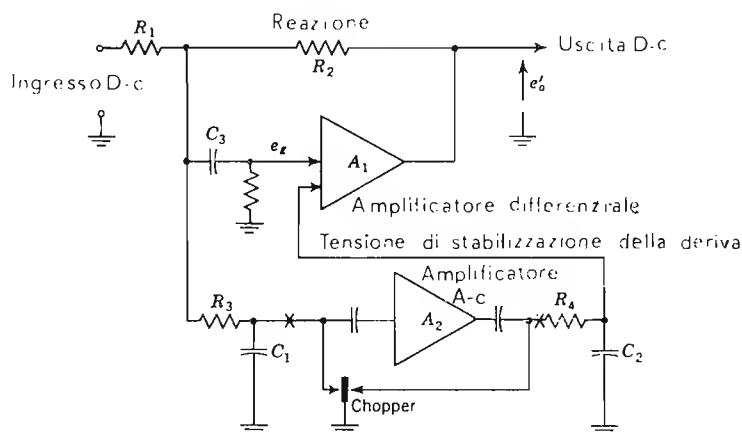 R₁
Reazione
R₂
Uscita D-c
Ingresso D-c
e'ₒ
C₃
e_g
A₁
Amplificatore differenziale
Tensione di stabilizzazione della deriva
Amplificatore
A-c
R₃
A₂
R₄
C₁
C₂
Chopper